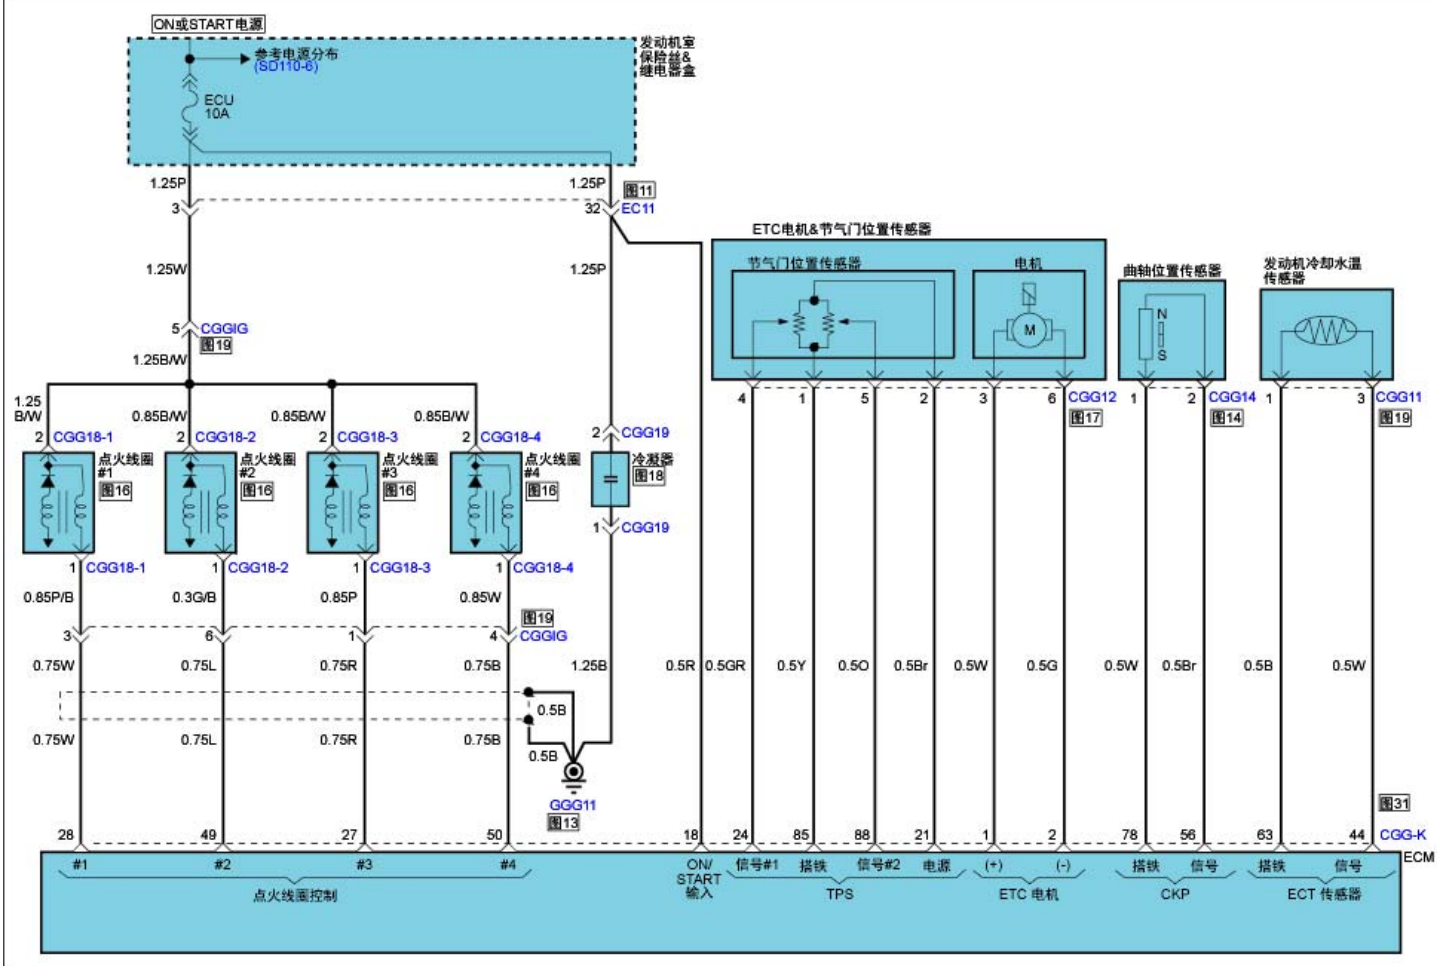 ON或START电源
参考电源分布
(SD110-6)
ECU
10A
发动机室
保险丝&
继电器盒
1.25P
1.25P
图11
3
32
EC11
1.25W
1.25P
5
CGGIG
图19
1.25B/W
1.25
B/W
0.85B/W
0.85B/W
0.85B/W
2
CGG18-1
2
CGG18-2
2
CGG18-3
2
CGG18-4
2
CGG19
点火线圈
#1
图16
点火线圈
#2
图16
点火线圈
#3
图16
点火线圈
#4
图16
冷凝器
图18
1
CGG19
1
CGG18-1
1
CGG18-2
1
CGG18-3
1
CGG18-4
0.85P/B
0.3G/B
0.85P
0.85W
图19
3
6
1
4
CGGIG
ETC电机&节气门位置传感器
节气门位置传感器
电机
M
曲轴位置传感器
N
S
发动机冷却水温
传感器
4
1
5
2
3
6
CGG12
图17
1
2
CGG14
图14
1
3
CGG11
图19
0.75W
0.75L
0.75R
0.75B
1.25B
0.5R
0.5GR
0.5Y
0.5O
0.5Br
0.5W
0.5G
0.5W
0.5Br
0.5B
0.5W
0.5B
0.75W
0.75L
0.75R
0.75B
0.5B
GGG11
图13
图31
28
49
27
50
18
24
85
88
21
1
2
78
56
63
44
CGG-K
ECM
#1
#2
#3
#4
点火线圈控制
ON/
START
输入
信号#1
搭铁
信号#2
电源
TPS
(+)
(-)
ETC 电机
搭铁
信号
CKP
搭铁
信号
ECT 传感器